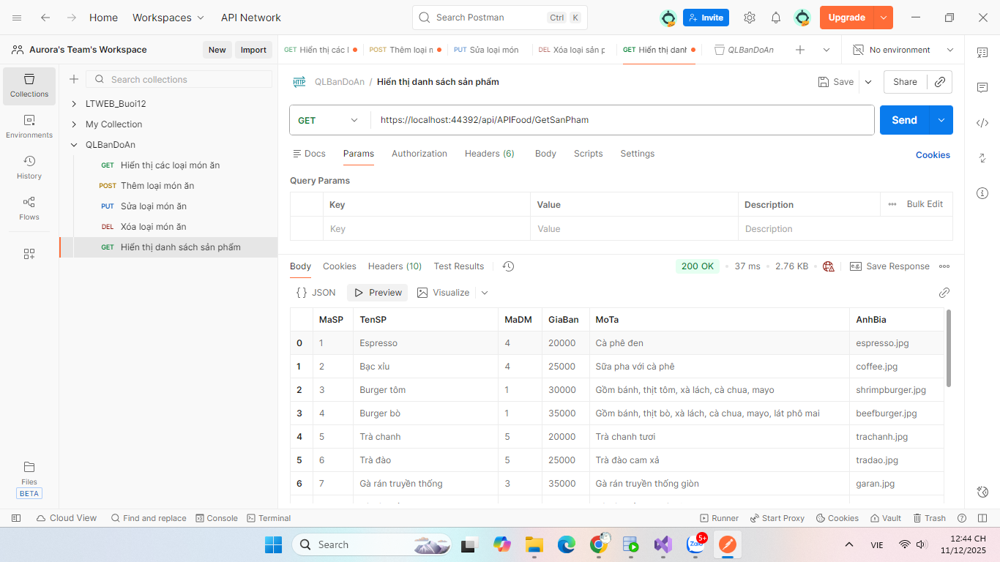 Home
Workspaces
API Network
Search Postman
Ctrl
K
Invite
Upgrade
Aurora's Team's Workspace
New
Import
GET Hiển thị các l
POST Thêm loại m
PUT Sửa loại món
DEL Xóa loại sản p
GET Hiển thị danh
QLBanDoAn
No environment
Collections
Environments
History
Flows
Files
BETA
Search collections
LTWEB_Buoi12
My Collection
QLBanDoAn
GET Hiển thị các loại món ăn
POST Thêm loại món ăn
PUT Sửa loại món ăn
DEL Xóa loại món ăn
GET Hiển thị danh sách sản phẩm
HTTP QLBanDoAn / Hiển thị danh sách sản phẩm
Save
Share
GET
https://localhost:44392/api/APIFood/GetSanPham
Send
Docs
Params
Authorization
Headers (6)
Body
Scripts
Settings
Cookies
Query Params
Key Value Description Bulk Edit
Key Value Description
Body
Cookies
Headers (10)
Test Results
200 OK
37 ms
2.76 KB
e.g.
Save Response
{} JSON
Preview
Visualize
MaSP TenSP MaDM GiaBan MoTa AnhBia
0 1 Espresso 4 20000 Cà phê đen espresso.jpg
1 2 Bạc xỉu 4 25000 Sữa pha với cà phê coffee.jpg
2 3 Burger tôm 1 30000 Gồm bánh, thịt tôm, xà lách, cà chua, mayo shrimpburger.jpg
3 4 Burger bò 1 35000 Gồm bánh, thịt bò, xà lách, cà chua, mayo, lát phô mai beefburger.jpg
4 5 Trà chanh 5 20000 Trà chanh tươi trachanh.jpg
5 6 Trà đào 5 25000 Trà đào cam xả tradao.jpg
6 7 Gà rán truyền thống 3 35000 Gà rán truyền thống giòn garan.jpg
Cloud View
Find and replace
Console
Terminal
Runner
Start Proxy
Cookies
Vault
Trash
Search
Zalo
5+
VIE
12:44 CH
11/12/2025